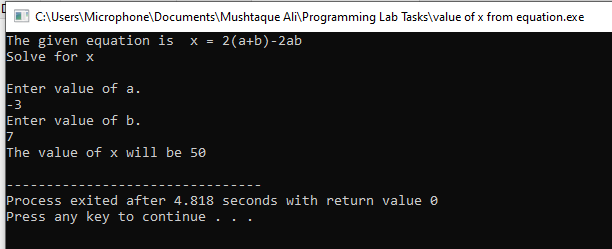 C:\Users\Microphone\Documents\Mushtaque Ali\Programming Lab Tasks\value of x from equation.exe
The given equation is  x = 2(a+b)-2ab
Solve for x
Enter value of a.
-3
Enter value of b.
7
The value of x will be 50
--------------------------------
Process exited after 4.818 seconds with return value 0
Press any key to continue . . .